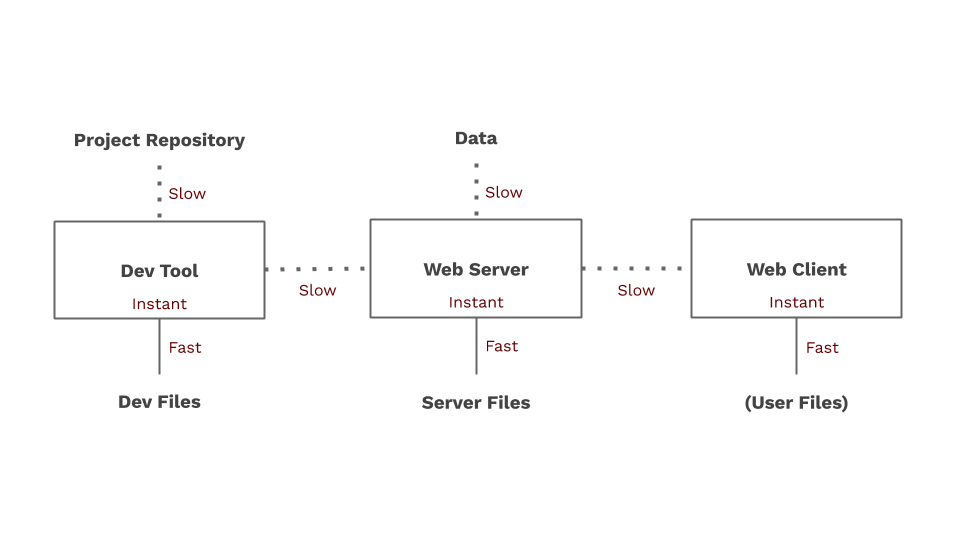 Project Repository
Data
Slow
Slow
Dev Tool
Web Server
Web Client
Instant
Slow
Instant
Slow
Instant
Fast
Fast
Fast
Dev Files
Server Files
(User Files)